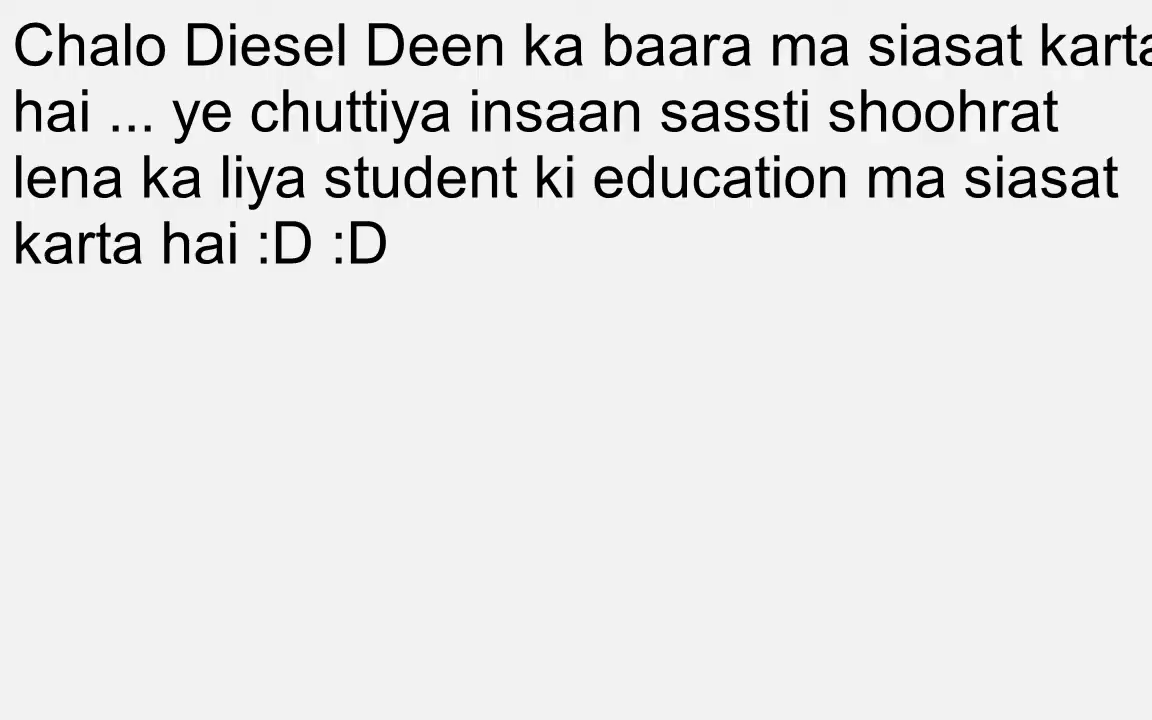 Chalo Diesel Deen ka baara ma siasat karta
hai ... ye chuttiya insaan sassti shoohrat
lena ka liya student ki education ma siasat
karta hai :D :D